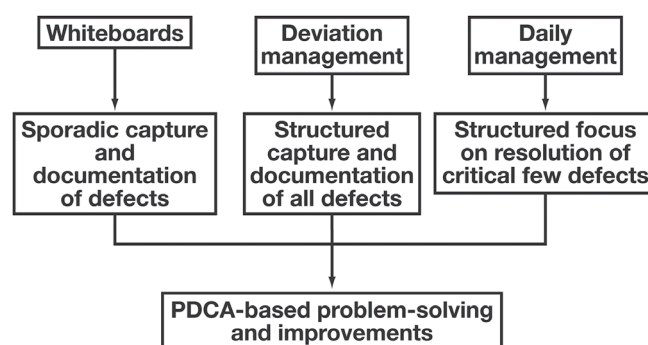 Whiteboards
Deviation
management
Daily
management
Sporadic capture
and
documentation
of defects
Structured
capture and
documentation
of all defects
Structured focus
on resolution of
critical few defects
PDCA-based problem-solving
and improvements